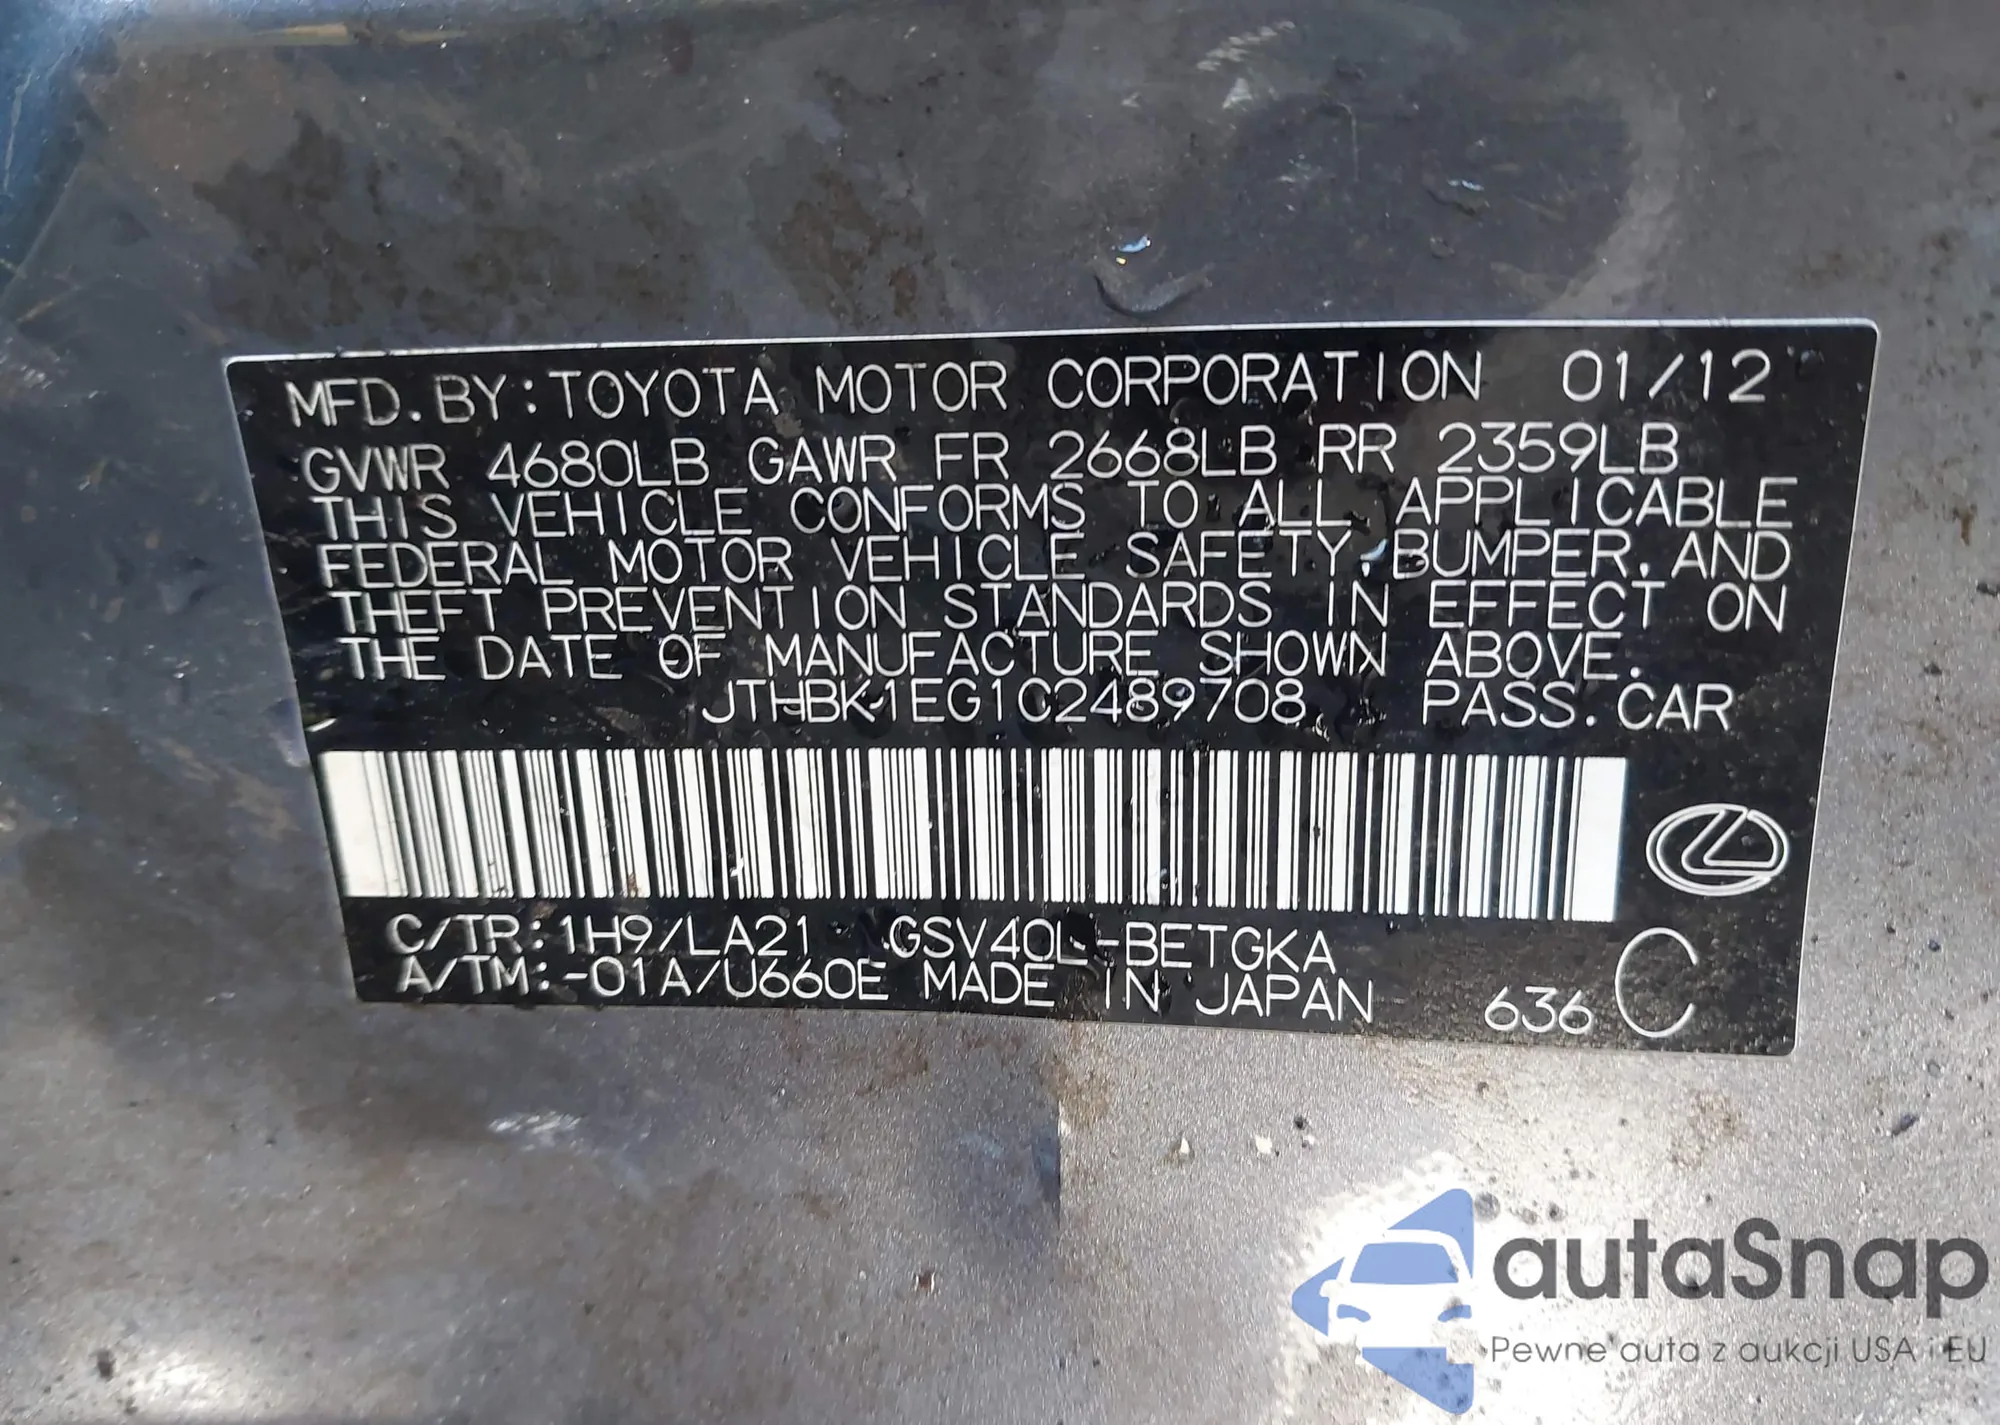 MFD. BY: TOYOTA MOTOR CORPORATION 01/12
GVWR 4680LB GAWR FR 2668LB RR 2359LB
THIS VEHICLE CONFORMS TO ALL APPLICABLE
FEDERAL MOTOR VEHICLE SAFETY, BUMPER, AND
THEFT PREVENTION STANDARDS IN EFFECT ON
THE DATE OF MANUFACTURE SHOWN ABOVE.
JTHBK1EG1C2489708 PASS. CAR
C/TR: 1H9/LA21 GSV40L-BETGKA
A/TM: -01A/U660E MADE IN JAPAN 636 C
autaSnap
Pewne auta z aukcji USA i EU